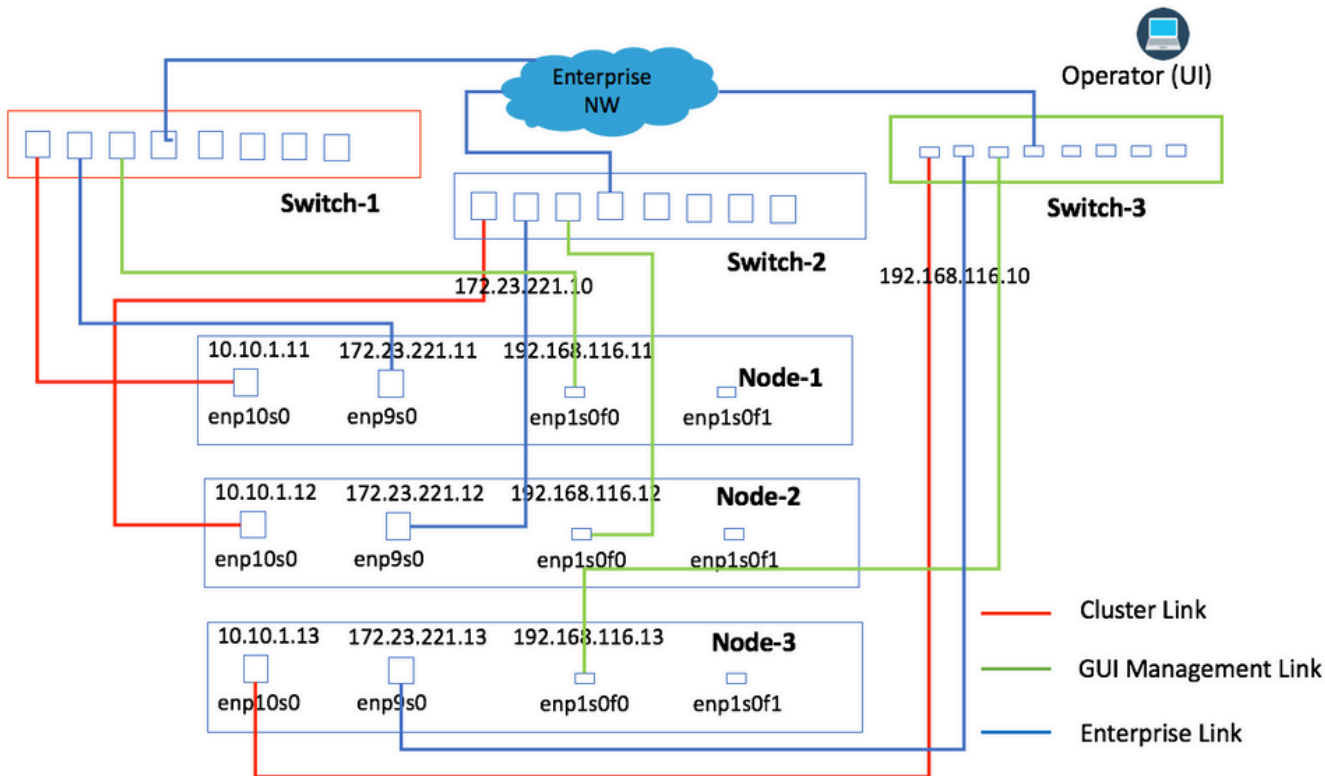 Enterprise
NW
Operator (UI)
Switch-1
Switch-2
Switch-3
172.23.221.10
192.168.116.10
10.10.1.11 172.23.221.11 192.168.116.11
Node-1
enp10s0 enp9s0 enp1s0f0 enp1s0f1
10.10.1.12 172.23.221.12 192.168.116.12 Node-2
enp10s0 enp9s0 enp1s0f0 enp1s0f1
10.10.1.13 172.23.221.13 192.168.116.13 Node-3
enp10s0 enp9s0 enp1s0f0 enp1s0f1
Cluster Link
GUI Management Link
Enterprise Link